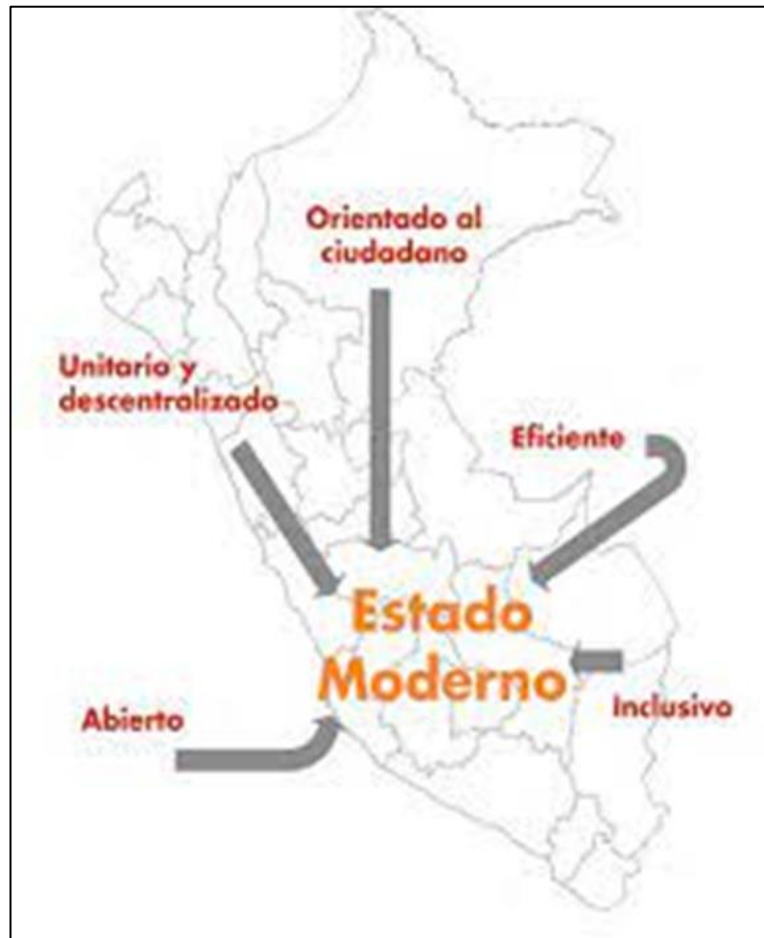 Orientado al
ciudadano
Unitario y
descentralizado
Eficiente
Estado
Moderno
Inclusivo
Abierto